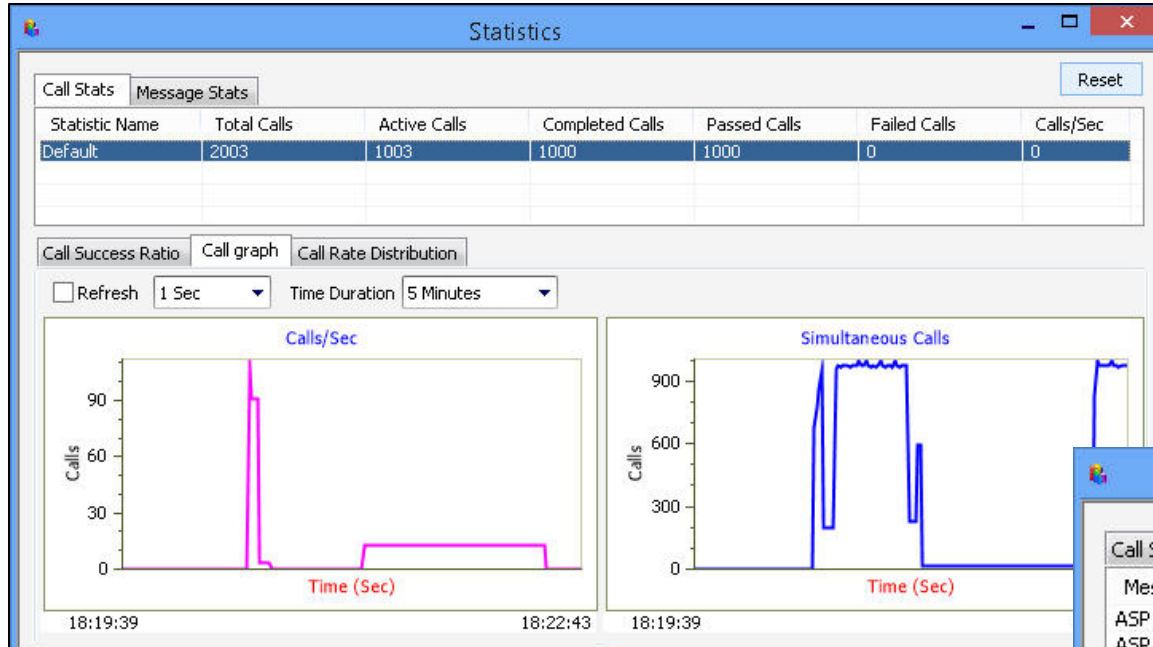 Statistics
Reset
Call Stats Message Stats
Statistic Name Total Calls Active Calls Completed Calls Passed Calls Failed Calls Calls/Sec
Default 2003 1003 1000 1000 0 0
Call Success Ratio Call graph Call Rate Distribution
Refresh 1 Sec Time Duration 5 Minutes
Calls/Sec
90
60
30
0
Calls
Time (Sec)
18:19:39 18:22:43
Simultaneous Calls
900
600
300
0
Calls
Time (Sec)
18:19:39
Call S
Mes
ASP
ASP